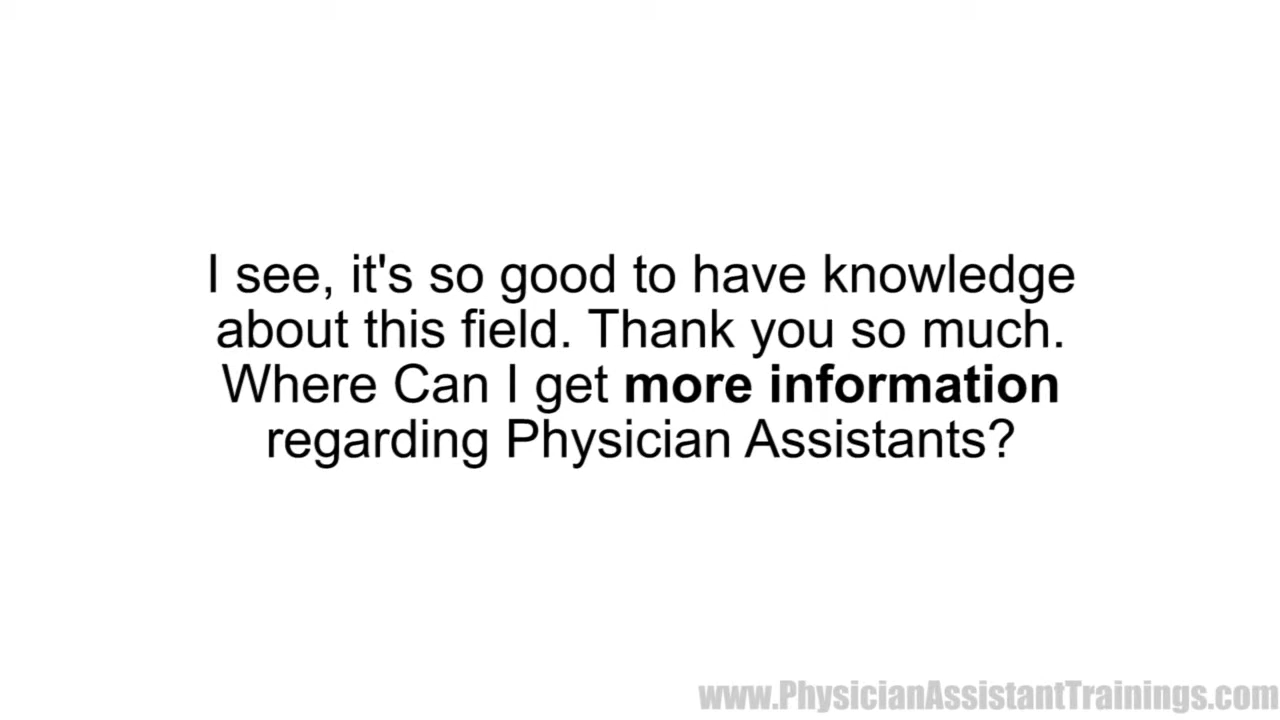 I see, it's so good to have knowledge
about this field. Thank you so much.
Where Can I get more information
regarding Physician Assistants?
www.PhysicianAssistantTrainings.com